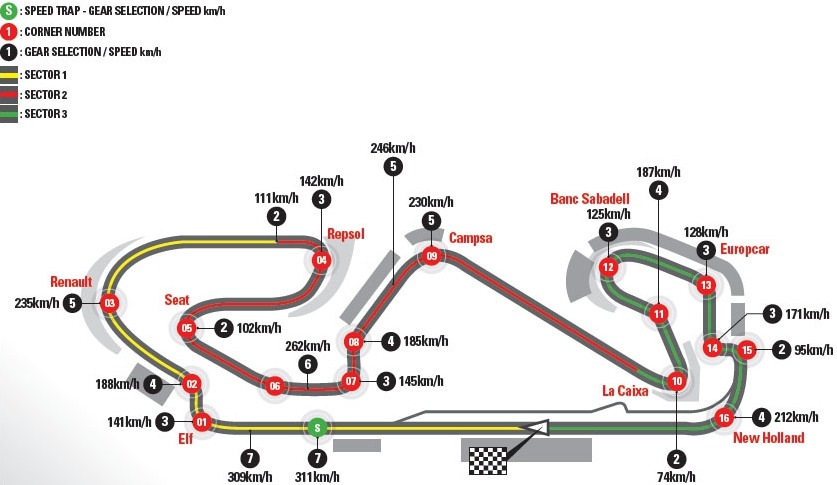 S : SPEED TRAP - GEAR SELECTION / SPEED km/h
1 : CORNER NUMBER
1 : GEAR SELECTION / SPEED km/h
: SECTOR 1
: SECTOR 2
: SECTOR 3
246km/h
5
142km/h
3
111km/h
2
Repsol
04
230km/h
5
Campsa
09
187km/h
4
Banc Sabadell
125km/h
3
12
128km/h
3
Europcar
13
Renault
235km/h 5 03
Seat
05 2 102km/h
11
3 171km/h
262km/h
6
08 4 185km/h
14 15 2 95km/h
188km/h 4 02
06
07 3 145km/h
La Caixa
10
141km/h 3 01
Elf
S
16 4 212km/h
New Holland
7
309km/h
7
311km/h
2
74km/h